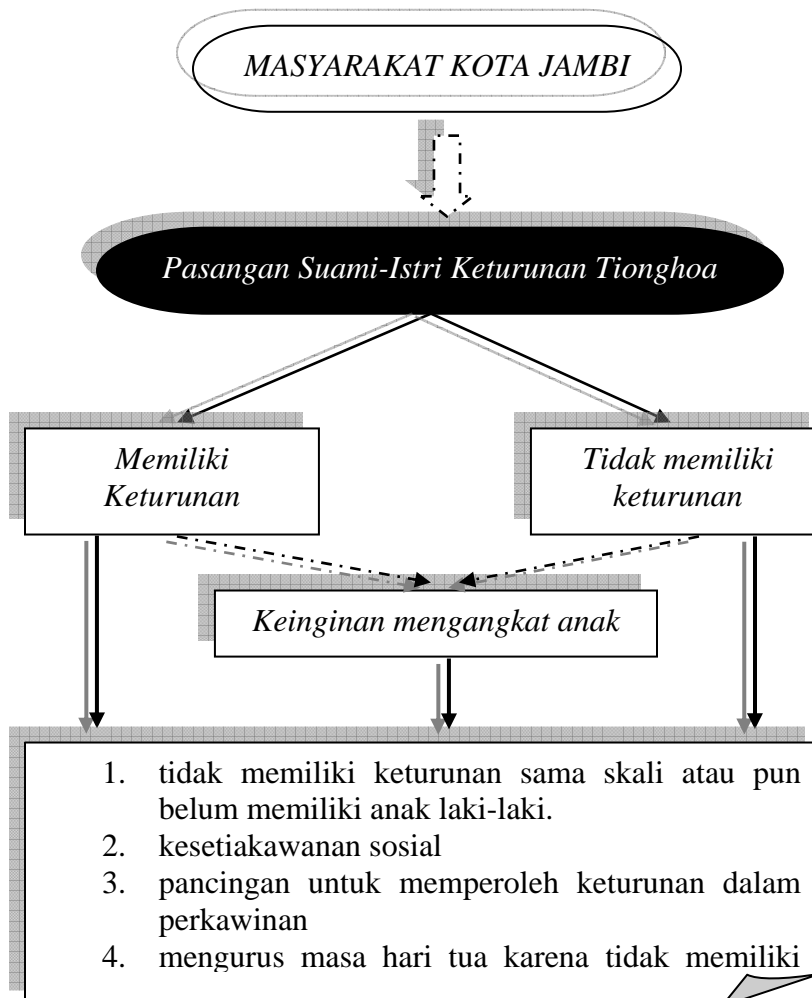 MASYARAKAT KOTA JAMBI
Pasangan Suami-Istri Keturunan Tionghoa
Memiliki
Keturunan
Tidak memiliki
keturunan
Keinginan mengangkat anak
1. tidak memiliki keturunan sama skali atau pun
belum memiliki anak laki-laki.
2. kesetiakawanan sosial
3. pancingan untuk memperoleh keturunan dalam
perkawinan
4. mengurus masa hari tua karena tidak memiliki